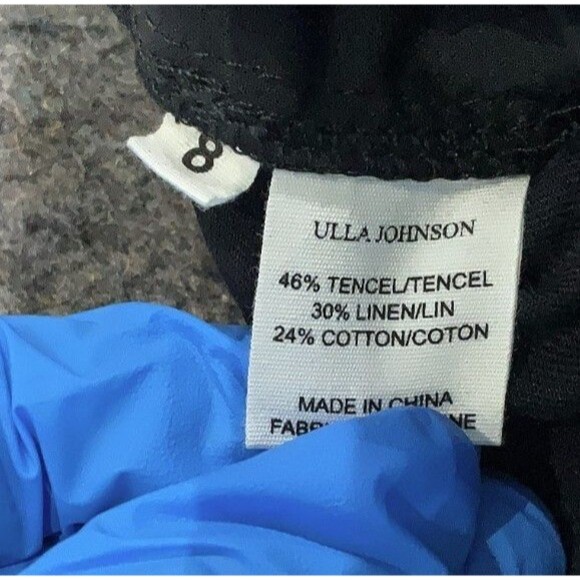 8
ULLA JOHNSON
46% TENCEL/TENCEL
30% LINEN/LIN
24% COTTON/COTON
MADE IN CHINA